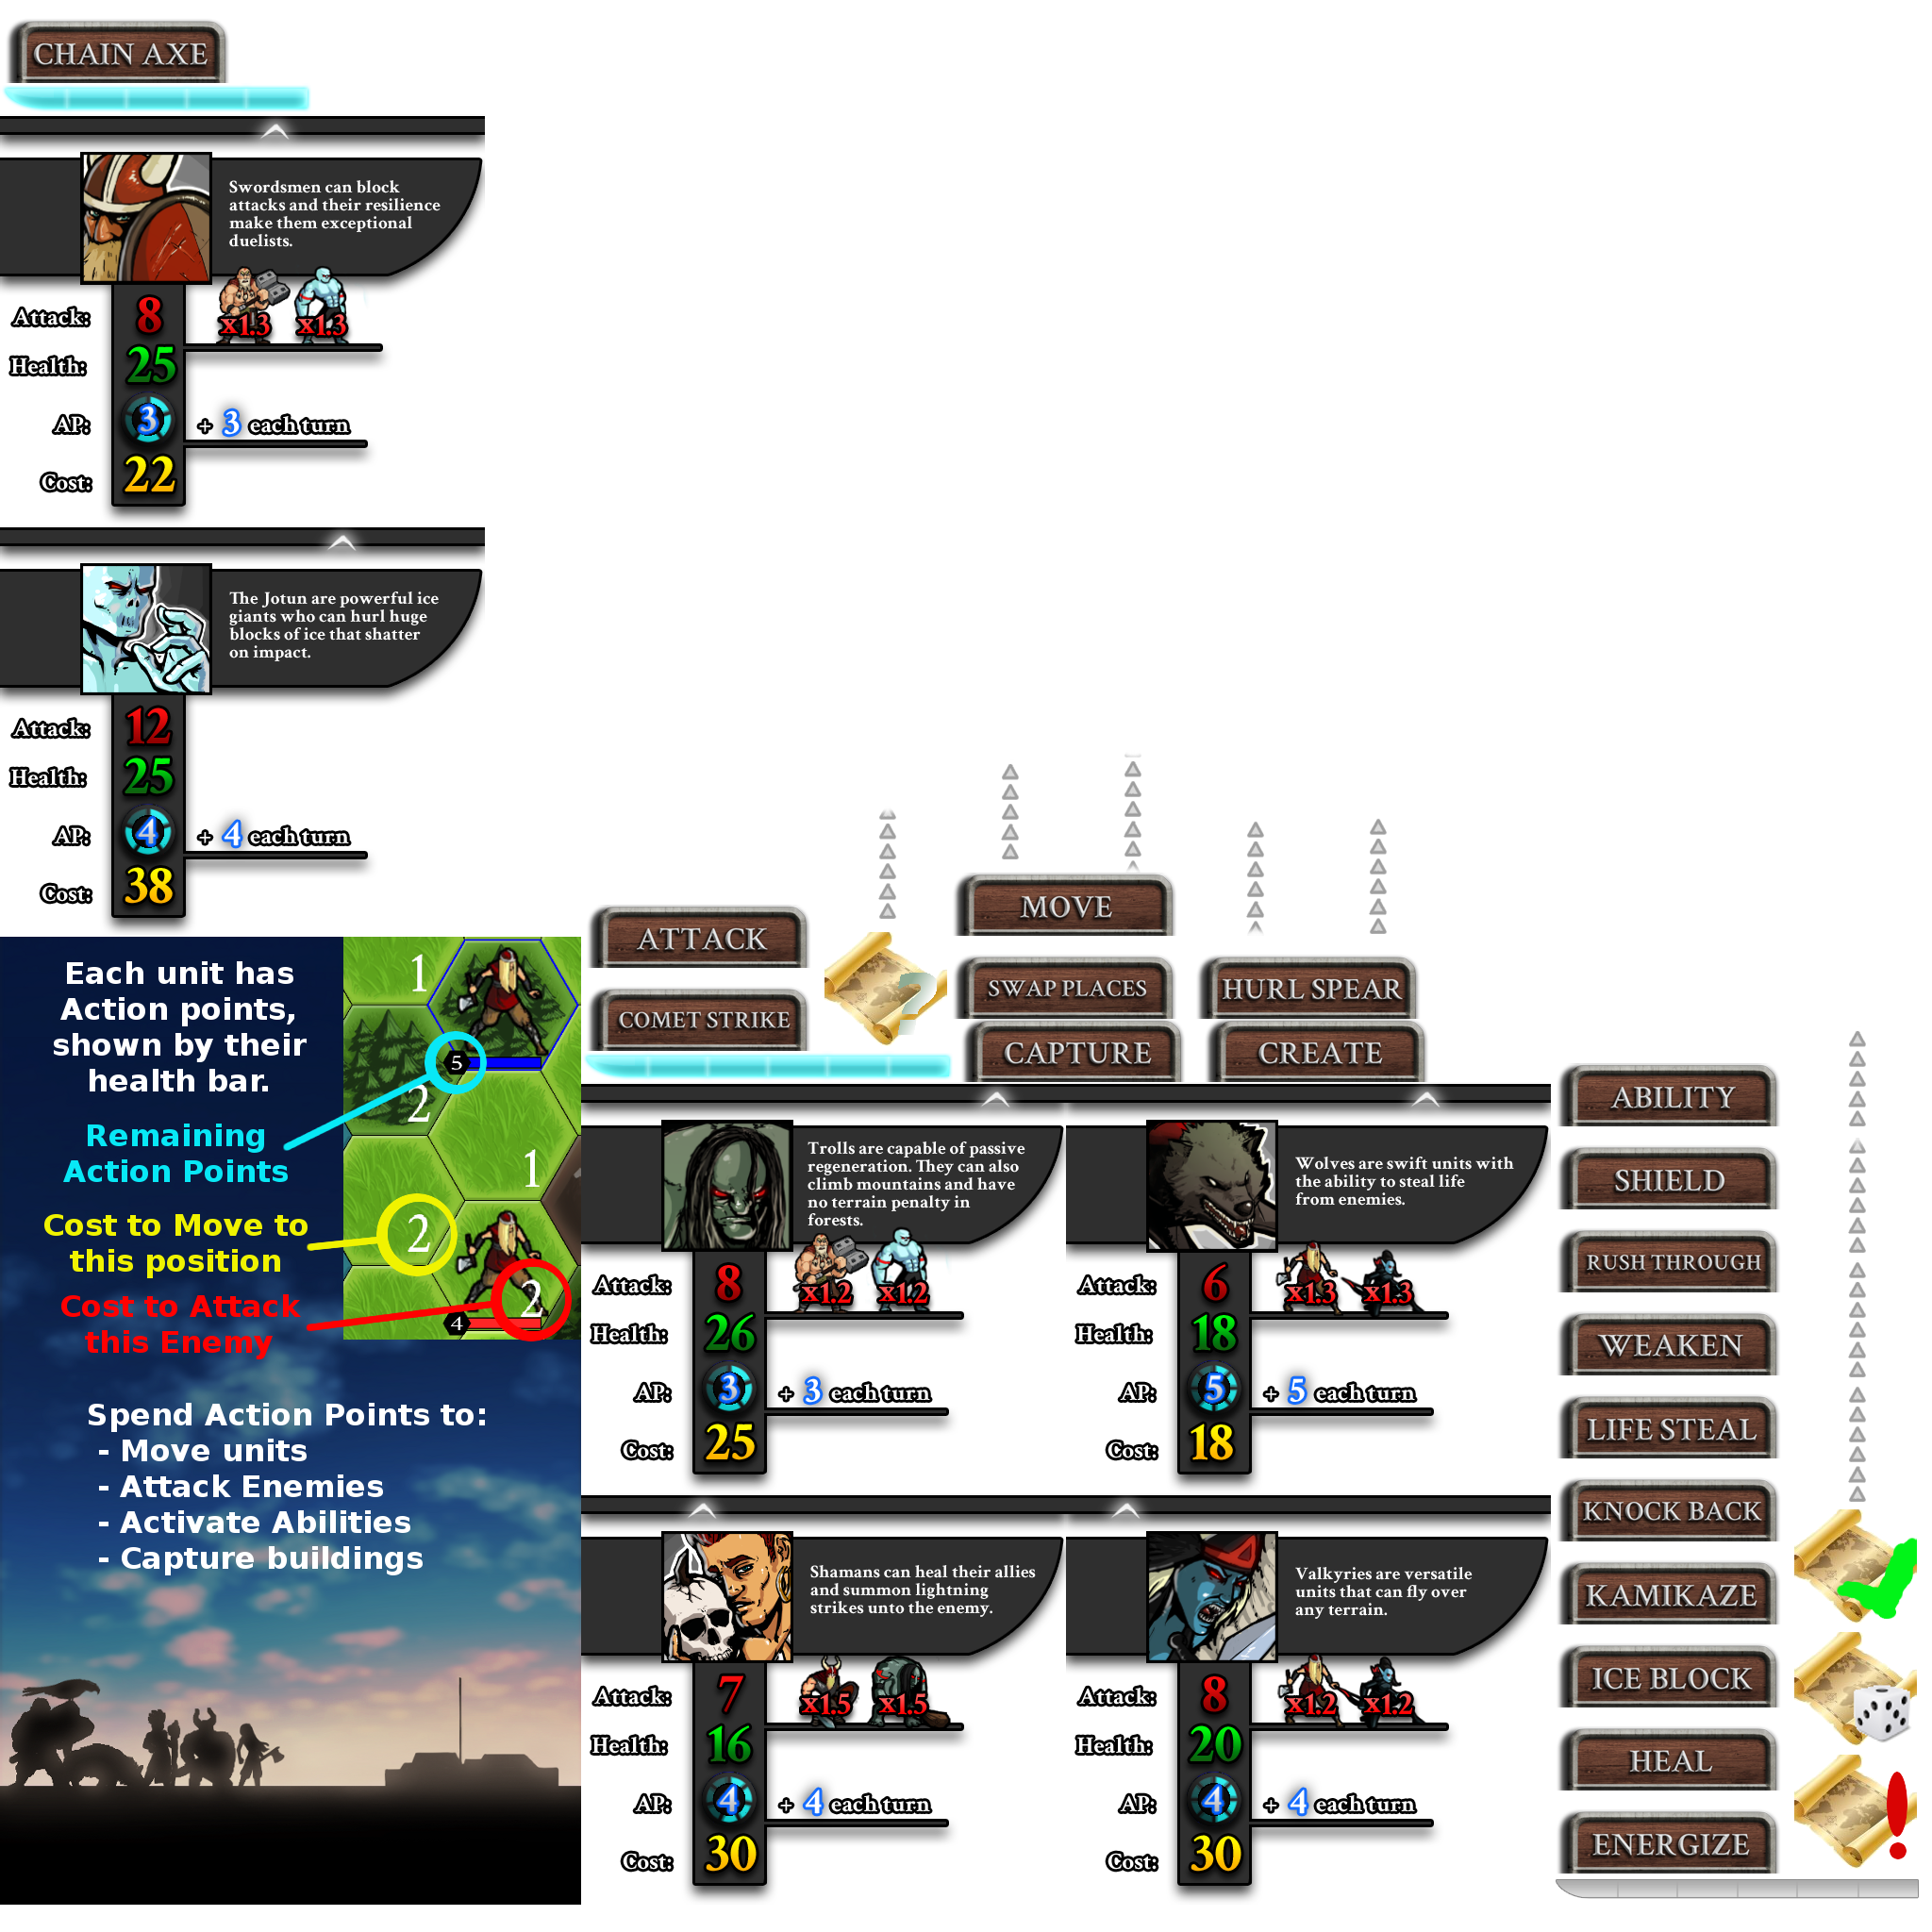 CHAIN AXE
Swordsmen can block
attacks and their resilience
make them exceptional
duelists.
Attack:
8
x1.3
x1.3
Health:
25
AP:
3
+ 3 each turn
Cost:
22
The Jotun are powerful ice
giants who can hurl huge
blocks of ice that shatter
on impact.
Attack:
12
Health:
25
AP:
4
+ 4 each turn
Cost:
38
Each unit has
Action points,
shown by their
health bar.
Remaining
Action Points
Cost to Move to
this position
Cost to Attack
this Enemy
1
5
2
1
2
2
4
Spend Action Points to:
- Move units
- Attack Enemies
- Activate Abilities
- Capture buildings
ATTACK
COMET STRIKE
?
MOVE
SWAP PLACES
CAPTURE
HURL SPEAR
CREATE
Trolls are capable of passive
regeneration. They can also
climb mountains and have
no terrain penalty in
forests.
Attack:
8
x1.2
x1.2
Health:
26
AP:
3
+ 3 each turn
Cost:
25
Wolves are swift units with
the ability to steal life
from enemies.
Attack:
6
x1.3
x1.3
Health:
18
AP:
5
+ 5 each turn
Cost:
18
Shamans can heal their allies
and summon lightning
strikes unto the enemy.
Attack:
7
x1.5
x1.5
Health:
16
AP:
4
+ 4 each turn
Cost:
30
Valkyries are versatile
units that can fly over
any terrain.
Attack:
8
x1.2
x1.2
Health:
20
AP:
4
+ 4 each turn
Cost:
30
ABILITY
SHIELD
RUSH THROUGH
WEAKEN
LIFE STEAL
KNOCK BACK
KAMIKAZE
ICE BLOCK
HEAL
ENERGIZE
!